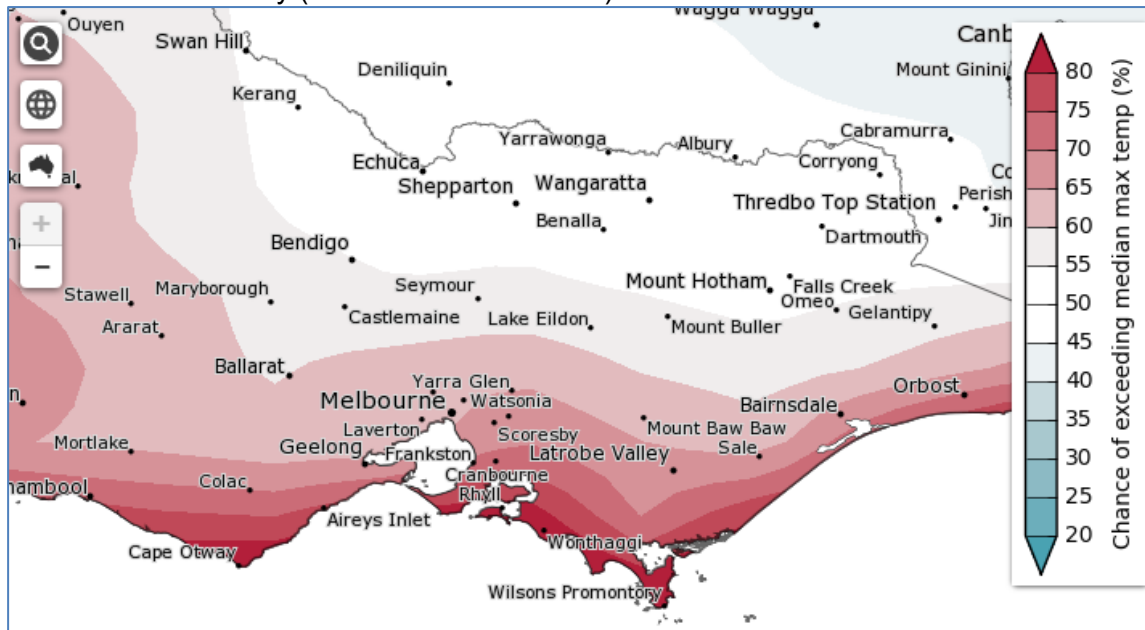 Wagga Wagga
Ouyen
Swan Hill
Deniliquin
Mount Ginini
Kerang
Yarrawonga
Albury
Cabramurra
Echuca
Corryong
Shepparton
Wangaratta
Thredbo Top Station
Benalla
Dartmouth
Bendigo
Mount Hotham
Falls Creek
Stawell
Maryborough
Seymour
Omeo
Gelantipy
Castlemaine
Lake Eildon
Mount Buller
Ararat
Ballarat
Yarra Glen
Orbost
Melbourne
Watsonia
Bairnsdale
Laverton
Scoresby
Mount Baw Baw
Mortlake
Geelong
Frankston
Latrobe Valley
Sale
Cranbourne
Colac
Rhyll
Aireys Inlet
Wonthaggi
Cape Otway
Wilsons Promontory
80
75
70
65
60
55
50
45
40
35
30
25
20
Chance of exceeding median max temp (%)